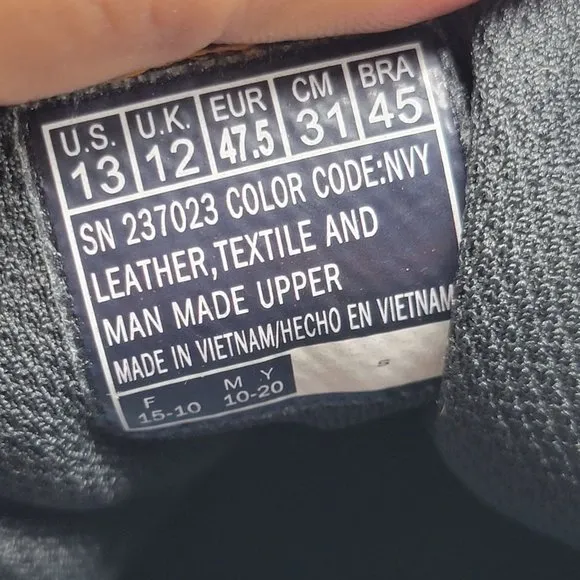 U.S. U.K. EUR CM BRA
13 12 47.5 31 45
SN 237023 COLOR CODE:NVY
LEATHER,TEXTILE AND
MAN MADE UPPER
MADE IN VIETNAM/HECHO EN VIETNAM
F M Y S
15-10 10-20